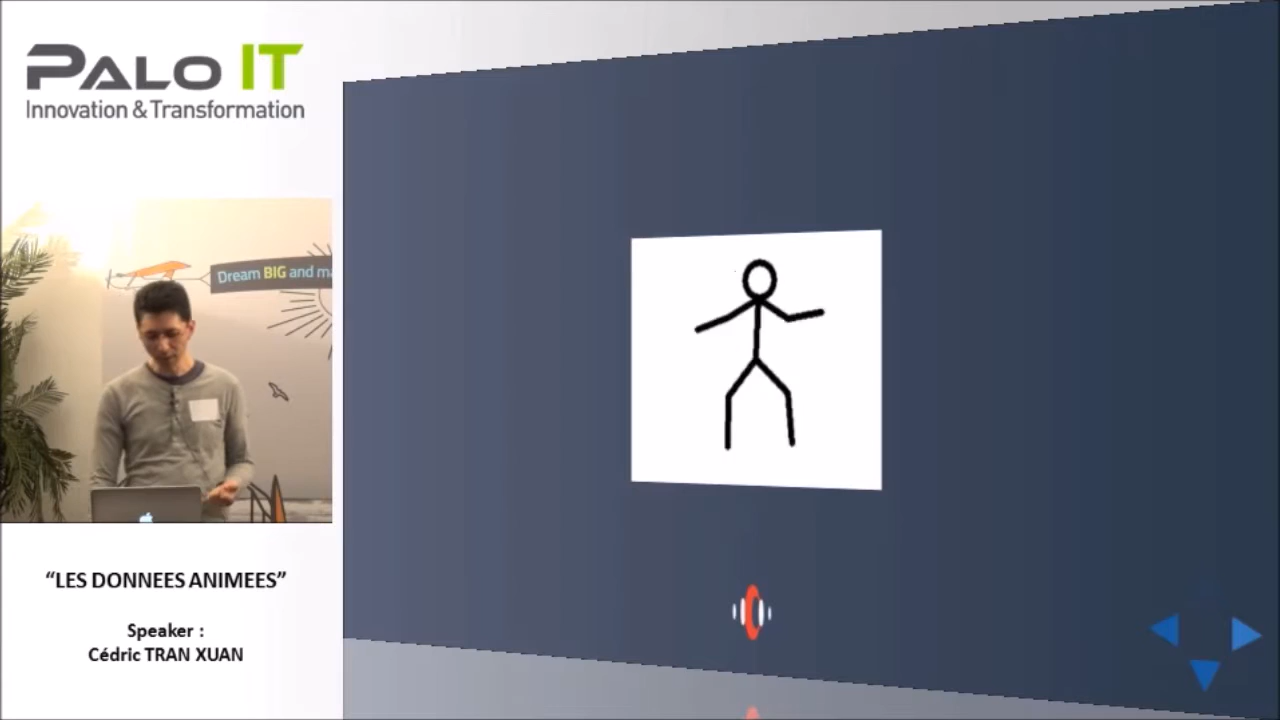 PALO IT
Innovation & Transformation
Dream BIG and
“LES DONNEES ANIMEES”
Speaker :
Cédric TRAN XUAN